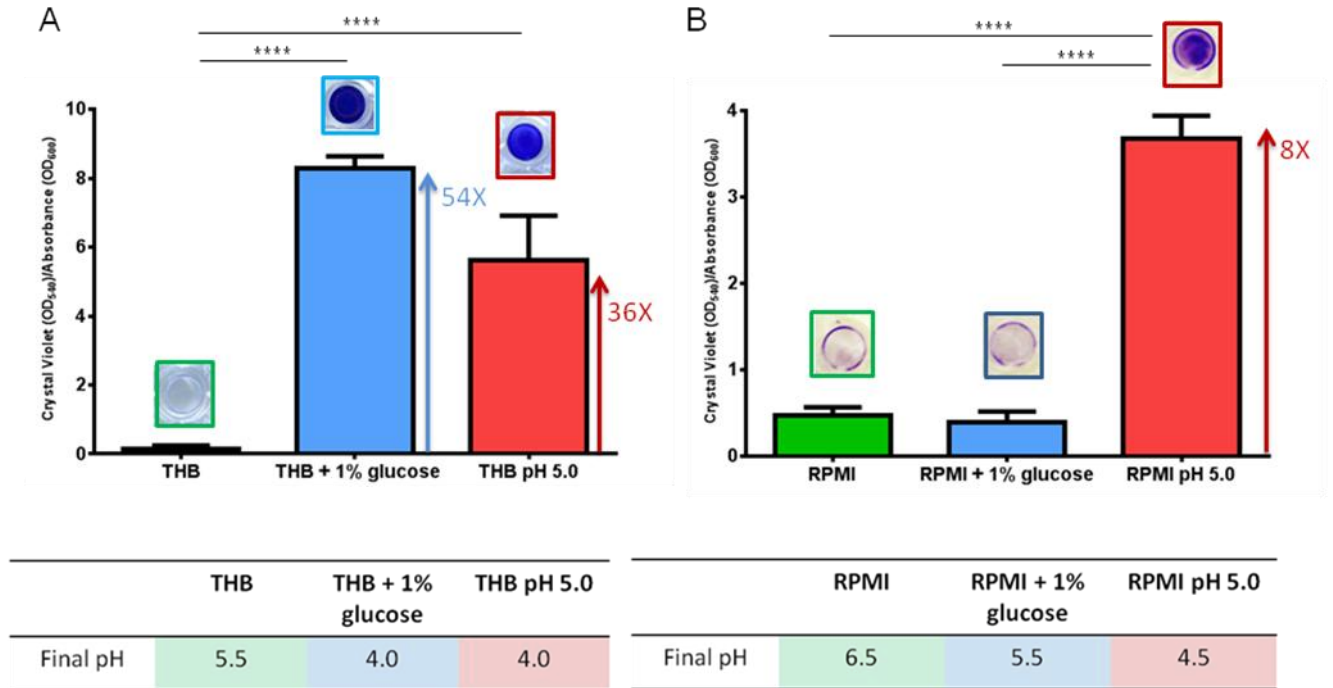 A
****
****
10
8
6
4
2
0
Crystal Violet (OD540)/Absorbance (OD600)
54X
36X
THB
THB + 1% glucose
THB pH 5.0
B
****
****
4
3
2
1
0
Crystal Violet (OD540)/Absorbance (OD600)
8X
RPMI
RPMI + 1% glucose
RPMI pH 5.0
THB THB + 1% THB pH 5.0
glucose
Final pH 5.5 4.0 4.0
RPMI RPMI + 1% RPMI pH 5.0
glucose
Final pH 6.5 5.5 4.5